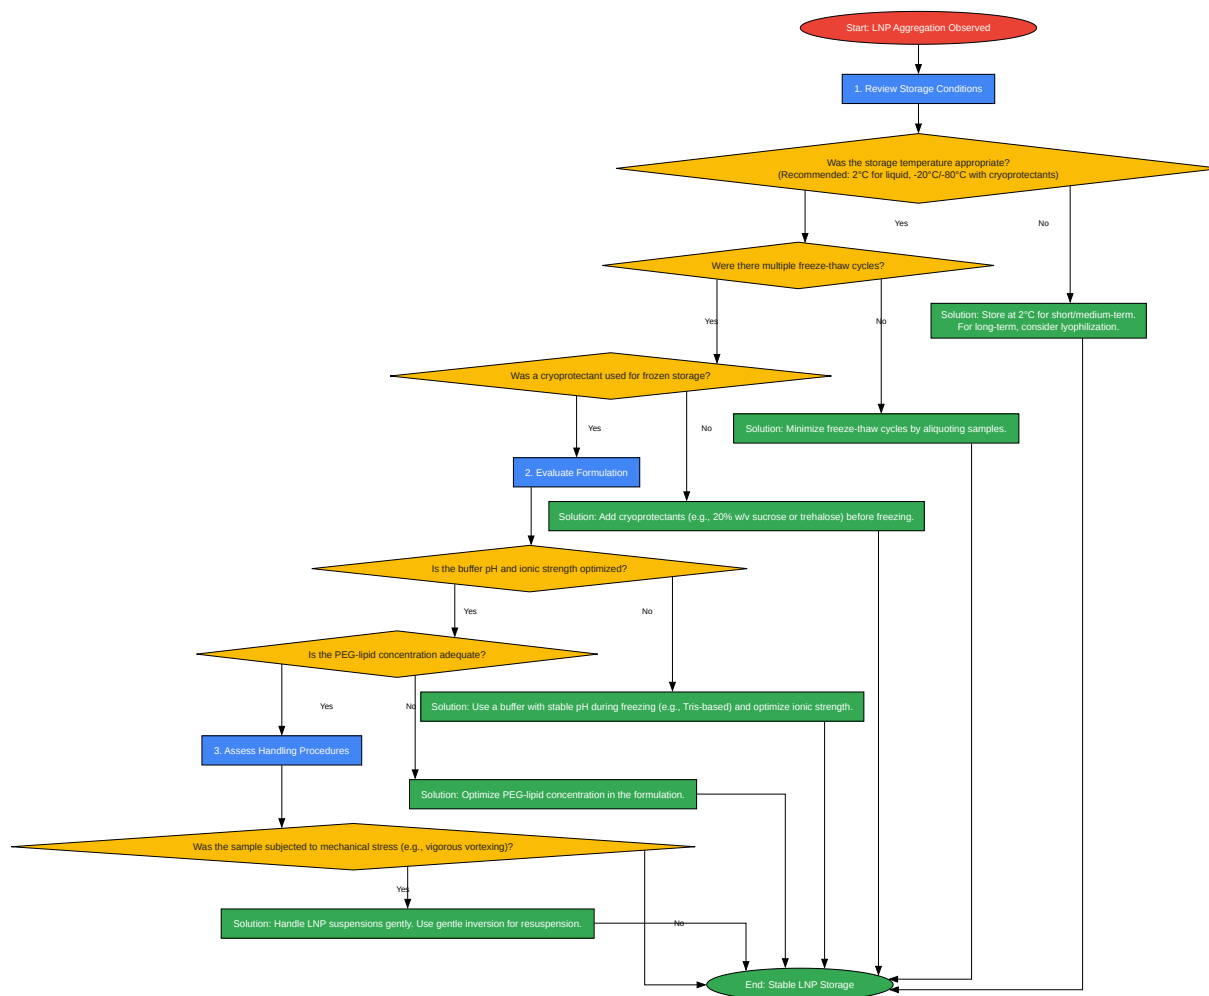 Start: LNP Aggregation Observed
1. Review Storage Conditions
Was the storage temperature appropriate?
(Recommended: 2°C for liquid, -20°C/-80°C with cryoprotectants)
Yes
No
Were there multiple freeze-thaw cycles?
Yes
No
Solution: Store at 2°C for short/medium-term.
For long-term, consider lyophilization.
Was a cryoprotectant used for frozen storage?
Yes
No
Solution: Minimize freeze-thaw cycles by aliquoting samples.
2. Evaluate Formulation
Solution: Add cryoprotectants (e.g., 20% w/v sucrose or trehalose) before freezing.
Is the buffer pH and ionic strength optimized?
Yes
No
Is the PEG-lipid concentration adequate?
Yes
No
Solution: Use a buffer with stable pH during freezing (e.g., Tris-based) and optimize ionic strength.
3. Assess Handling Procedures
Solution: Optimize PEG-lipid concentration in the formulation.
Was the sample subjected to mechanical stress (e.g., vigorous vortexing)?
Yes
Solution: Handle LNP suspensions gently. Use gentle inversion for resuspension.
No
End: Stable LNP Storage